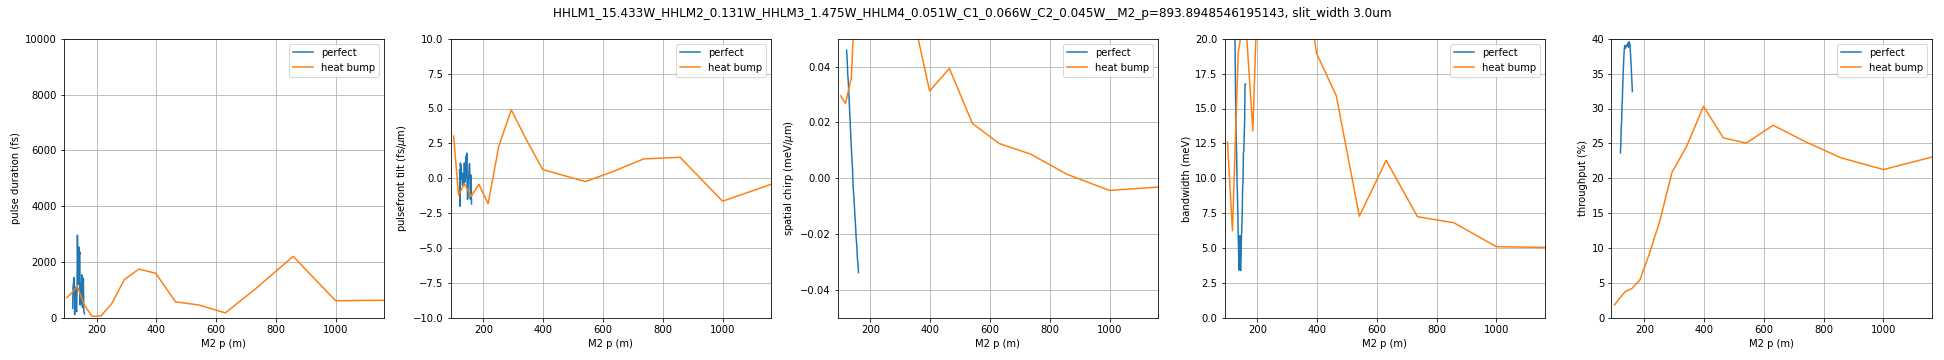 HHLM1_15.433W_HHLM2_0.131W_HHLM3_1.475W_HHLM4_0.051W_C1_0.066W_C2_0.045W__M2_p=893.8948546195143, slit_width 3.0um
pulse duration (fs)
10000
8000
6000
4000
2000
0
perfect
heat bump
200 400 600 800 1000
M2 p (m)
pulsefront tilt (fs/μm)
10.0
7.5
5.0
2.5
0.0
−2.5
−5.0
−7.5
−10.0
perfect
heat bump
200 400 600 800 1000
M2 p (m)
spatial chirp (meV/μm)
0.04
0.02
0.00
−0.02
−0.04
perfect
heat bump
200 400 600 800 1000
M2 p (m)
bandwidth (meV)
20.0
17.5
15.0
12.5
10.0
7.5
5.0
2.5
0.0
perfect
heat bump
200 400 600 800 1000
M2 p (m)
throughput (%)
40
35
30
25
20
15
10
5
0
perfect
heat bump
200 400 600 800 1000
M2 p (m)